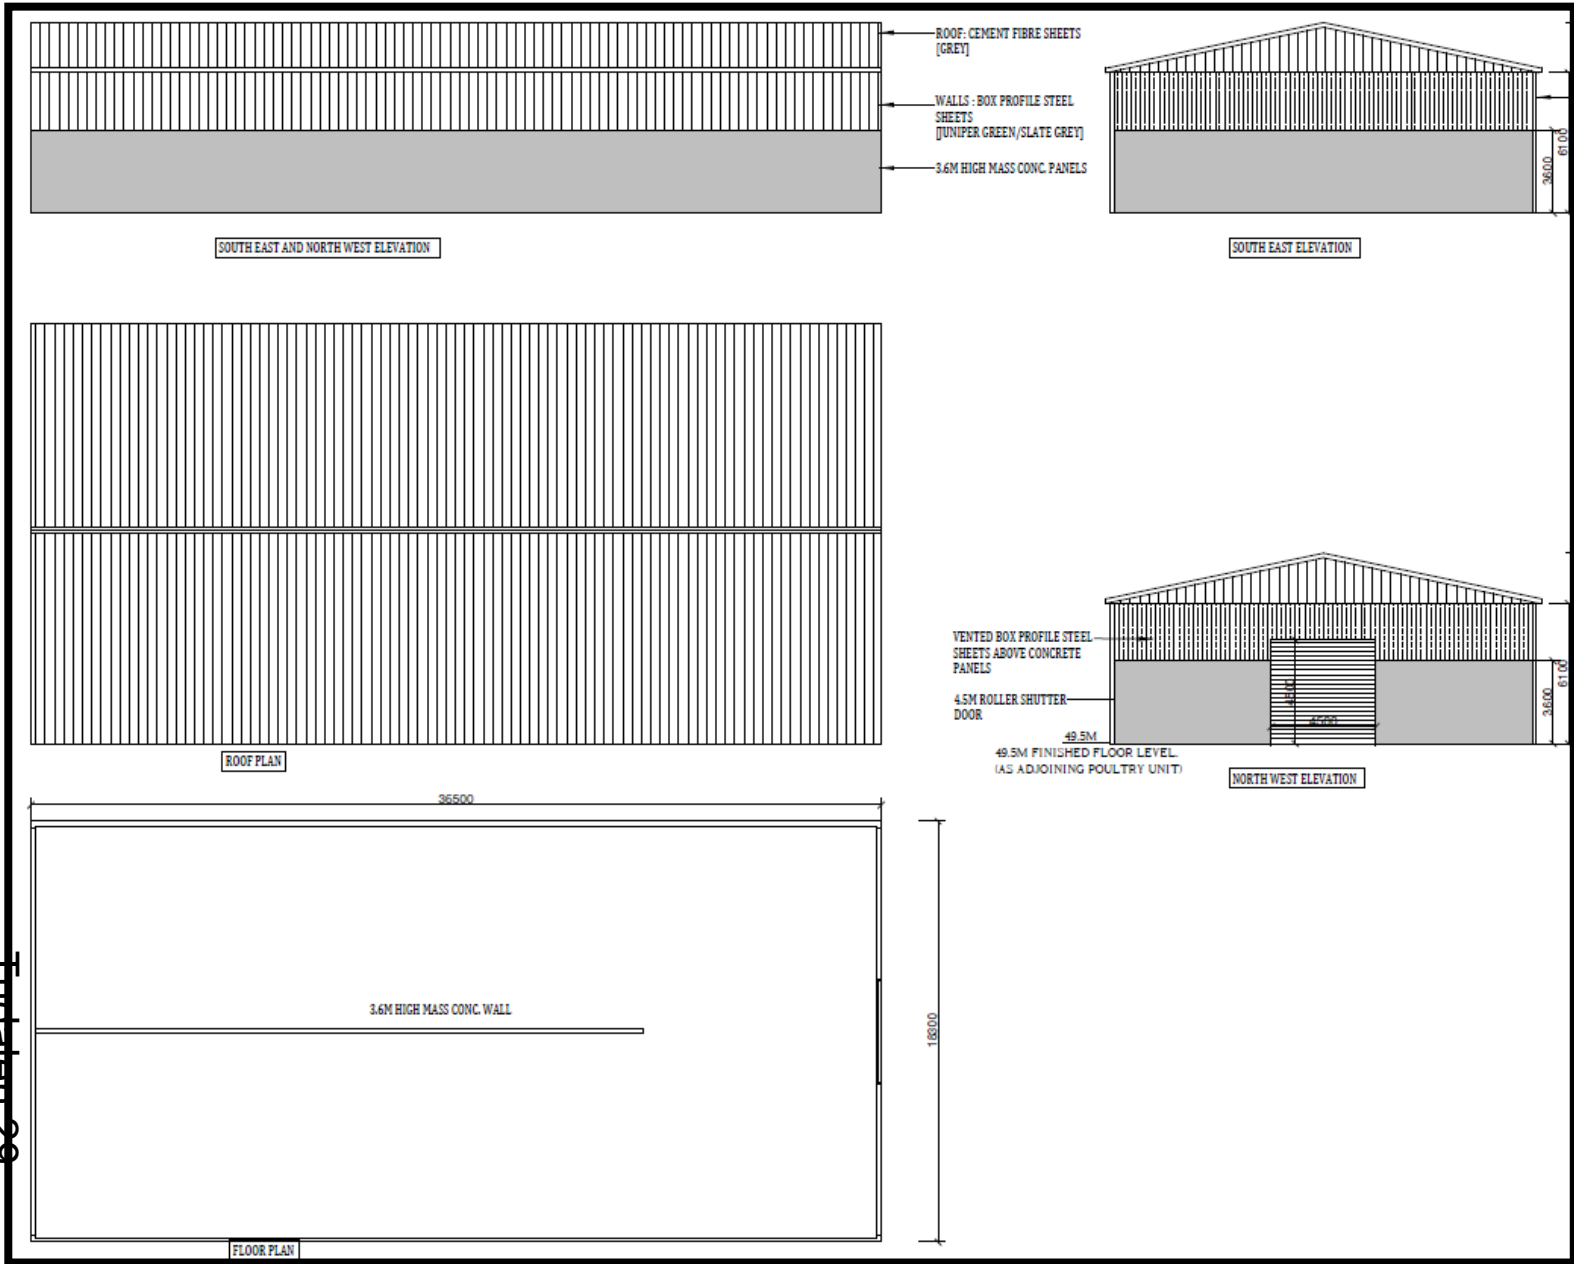 ROOF: CEMENT FIBRE SHEETS
[GREY]
WALLS : BOX PROFILE STEEL
SHEETS
[JUNIPER GREEN/SLATE GREY]
3.6M HIGH MASS CONC. PANELS
3600
6100
SOUTH EAST AND NORTH WEST ELEVATION
SOUTH EAST ELEVATION
VENTED BOX PROFILE STEEL
SHEETS ABOVE CONCRETE
PANELS
4.5M ROLLER SHUTTER
DOOR
4500
4500
3600
6100
49.5M
49.5M FINISHED FLOOR LEVEL.
(AS ADJOINING POULTRY UNIT)
ROOF PLAN
NORTH WEST ELEVATION
36500
3.6M HIGH MASS CONC. WALL
18300
FLOOR PLAN